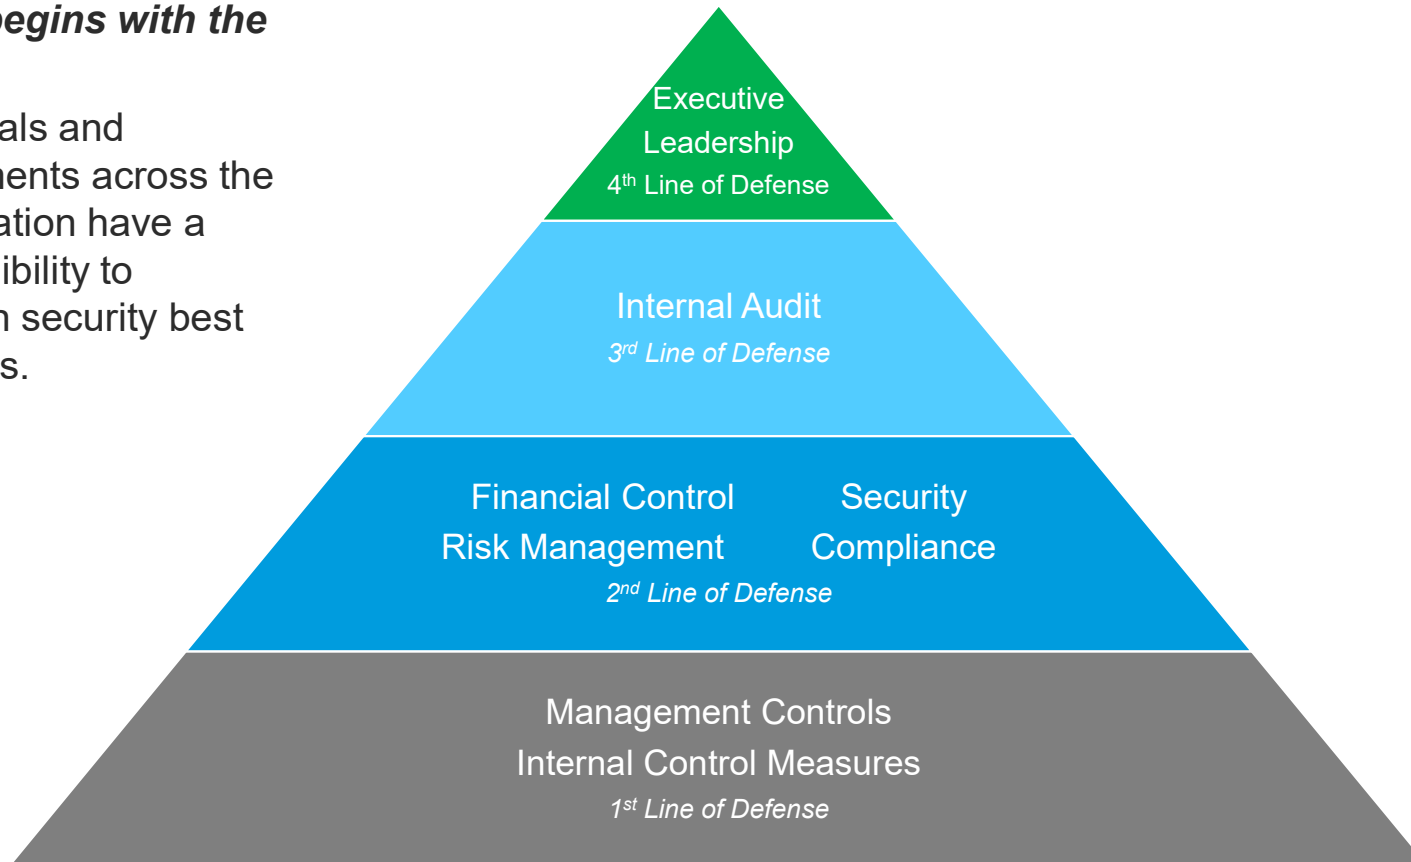 begins with the
als and
ments across the
ation have a
ibility to
n security best
s.
Executive
Leadership
4th Line of Defense
Internal Audit
3rd Line of Defense
Financial Control Security
Risk Management Compliance
2nd Line of Defense
Management Controls
Internal Control Measures
1st Line of Defense